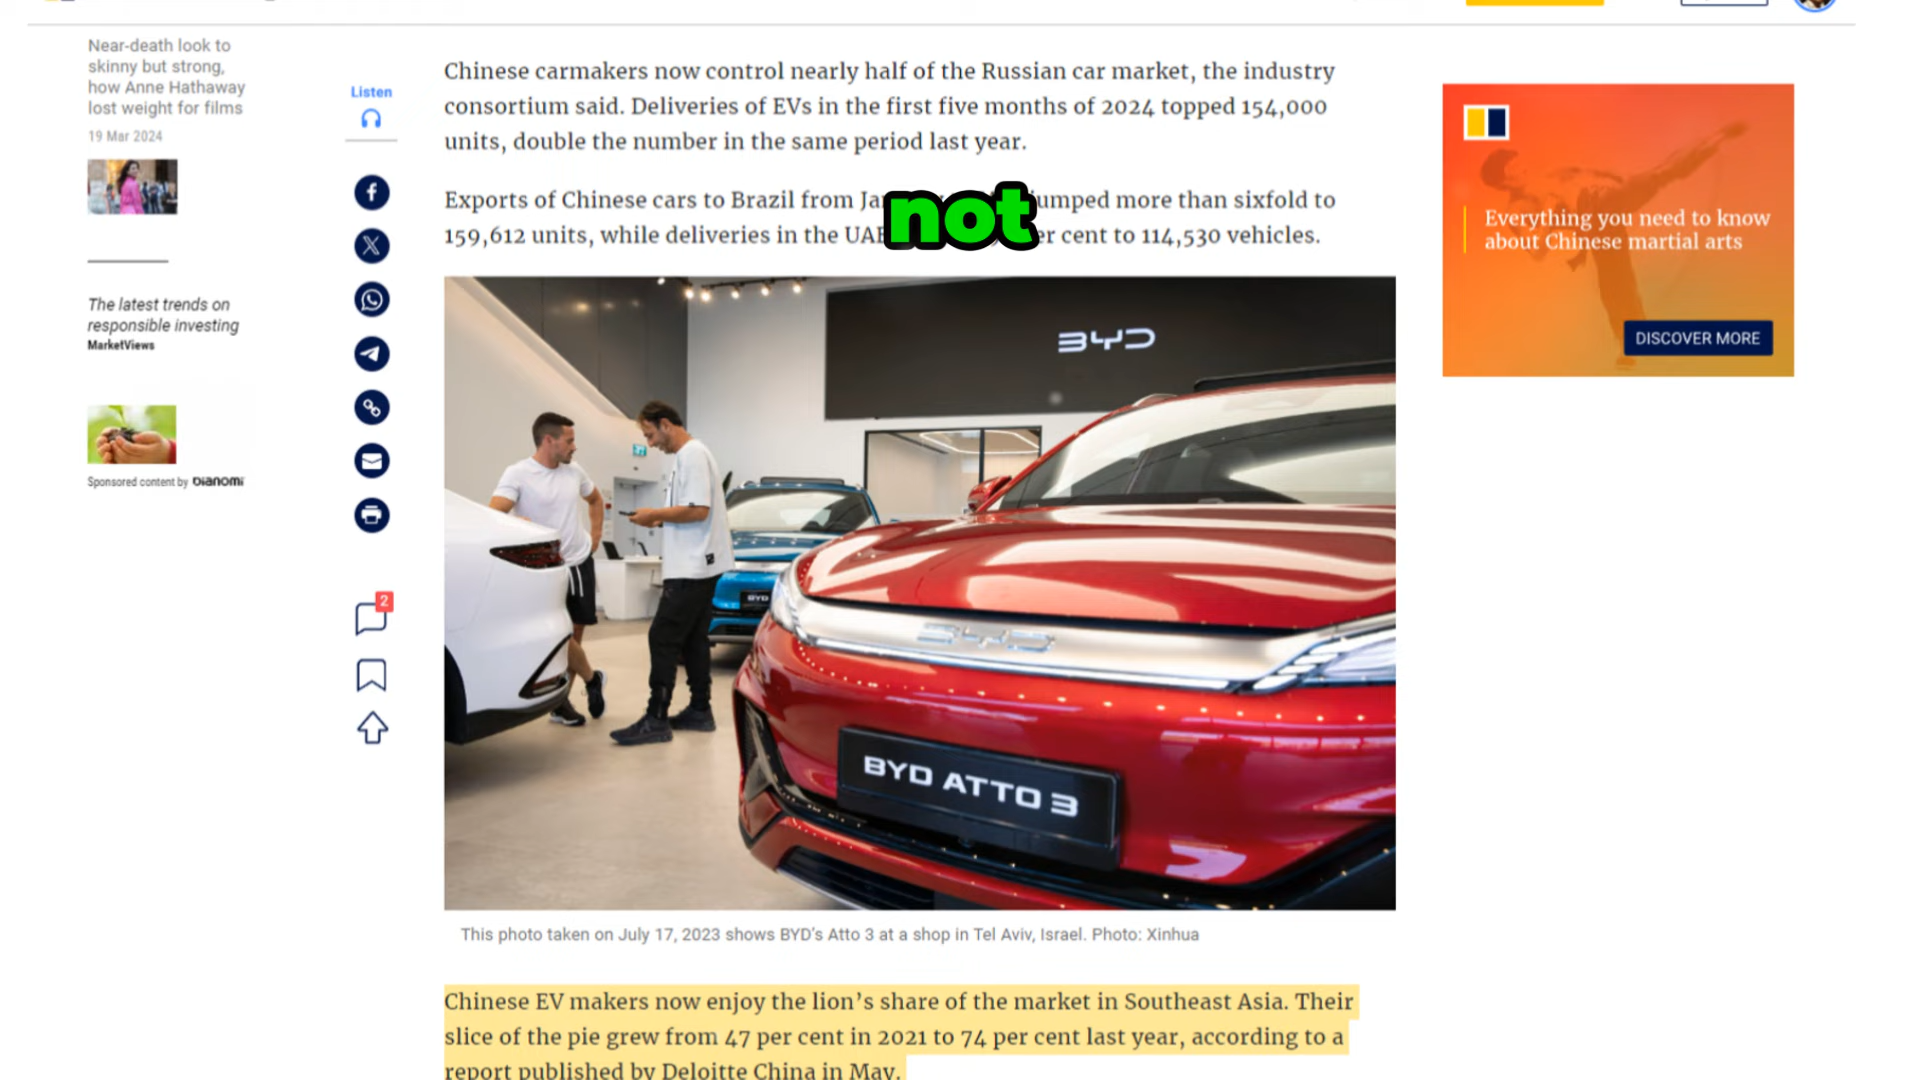 Near-death look to
skinny but strong,
how Anne Hathaway
lost weight for films
19 Mar 2024
The latest trends on
responsible investing
MarketViews
Sponsored content by Dianomi
Listen
2
Chinese carmakers now control nearly half of the Russian car market, the industry
consortium said. Deliveries of EVs in the first five months of 2024 topped 154,000
units, double the number in the same period last year.
Exports of Chinese cars to Brazil from
more than sixfold to
159,612 units, while deliveries in the
cent to 114,530 vehicles.
not
BYD
BYD
BYD
BYD ATTO 3
This photo taken on July 17, 2023 shows BYD's Atto 3 at a shop in Tel Aviv, Israel. Photo: Xinhua
Chinese EV makers now enjoy the lion's share of the market in Southeast Asia. Their
slice of the pie grew from 47 per cent in 2021 to 74 per cent last year, according to a
report published by Deloitte China in May.
Everything you need to know
about Chinese martial arts
DISCOVER MORE